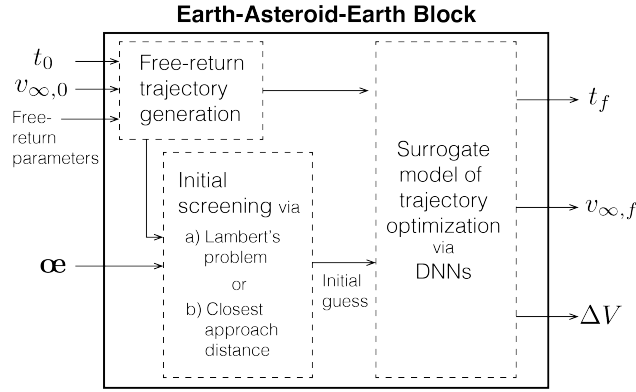 Earth-Asteroid-Earth Block
t₀
v∞,₀
Free-
return
parameters
œ
Free-return
trajectory
generation
Initial
screening via
a) Lambert's
problem
or
b) Closest
approach
distance
Initial
guess
Surrogate
model of
trajectory
optimization
via
DNNs
t_f
v∞,f
ΔV